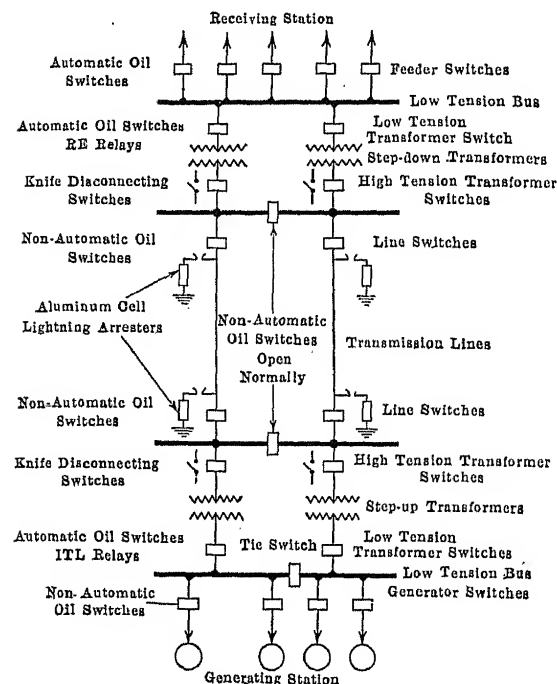 Receiving Station
Automatic Oil
Switches
Feeder Switches
Low Tension Bus
Automatic Oil Switches
RE Relays
Low Tension
Transformer Switch
Step-down Transformers
Knife Disconnecting
Switches
High Tension Transformer
Switches
Non-Automatic Oil
Switches
Line Switches
Aluminum Cell
Lightning Arresters
Non-Automatic
Oil Switches
Open
Normally
Transmission Lines
Non-Automatic Oil
Switches
Line Switches
Knife Disconnecting
Switches
High Tension Transformer
Switches
Step-up Transformers
Automatic Oil Switches
ITL Relays
Tie Switch
Low Tension
Transformer Switches
Low Tension Bus
Generator Switches
Non-Automatic
Oil Switches
Generating Station